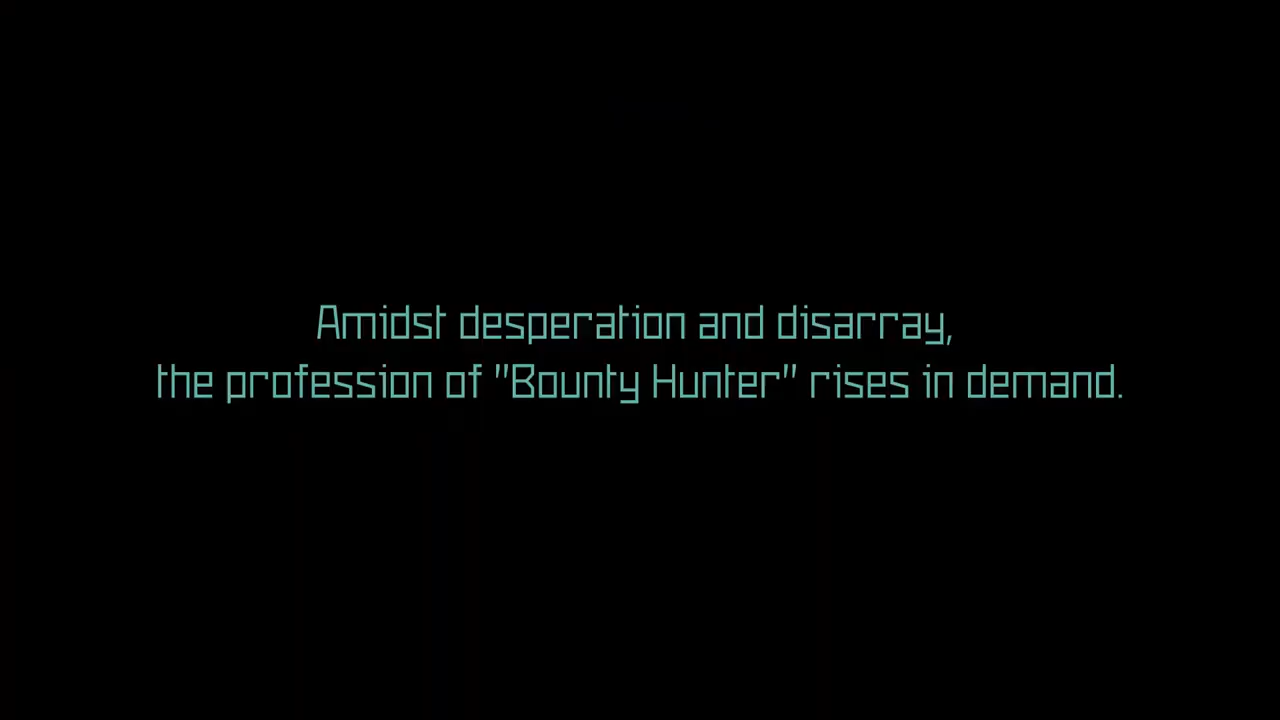 Amidst desperation and disarray,
the profession of "Bounty Hunter" rises in demand.